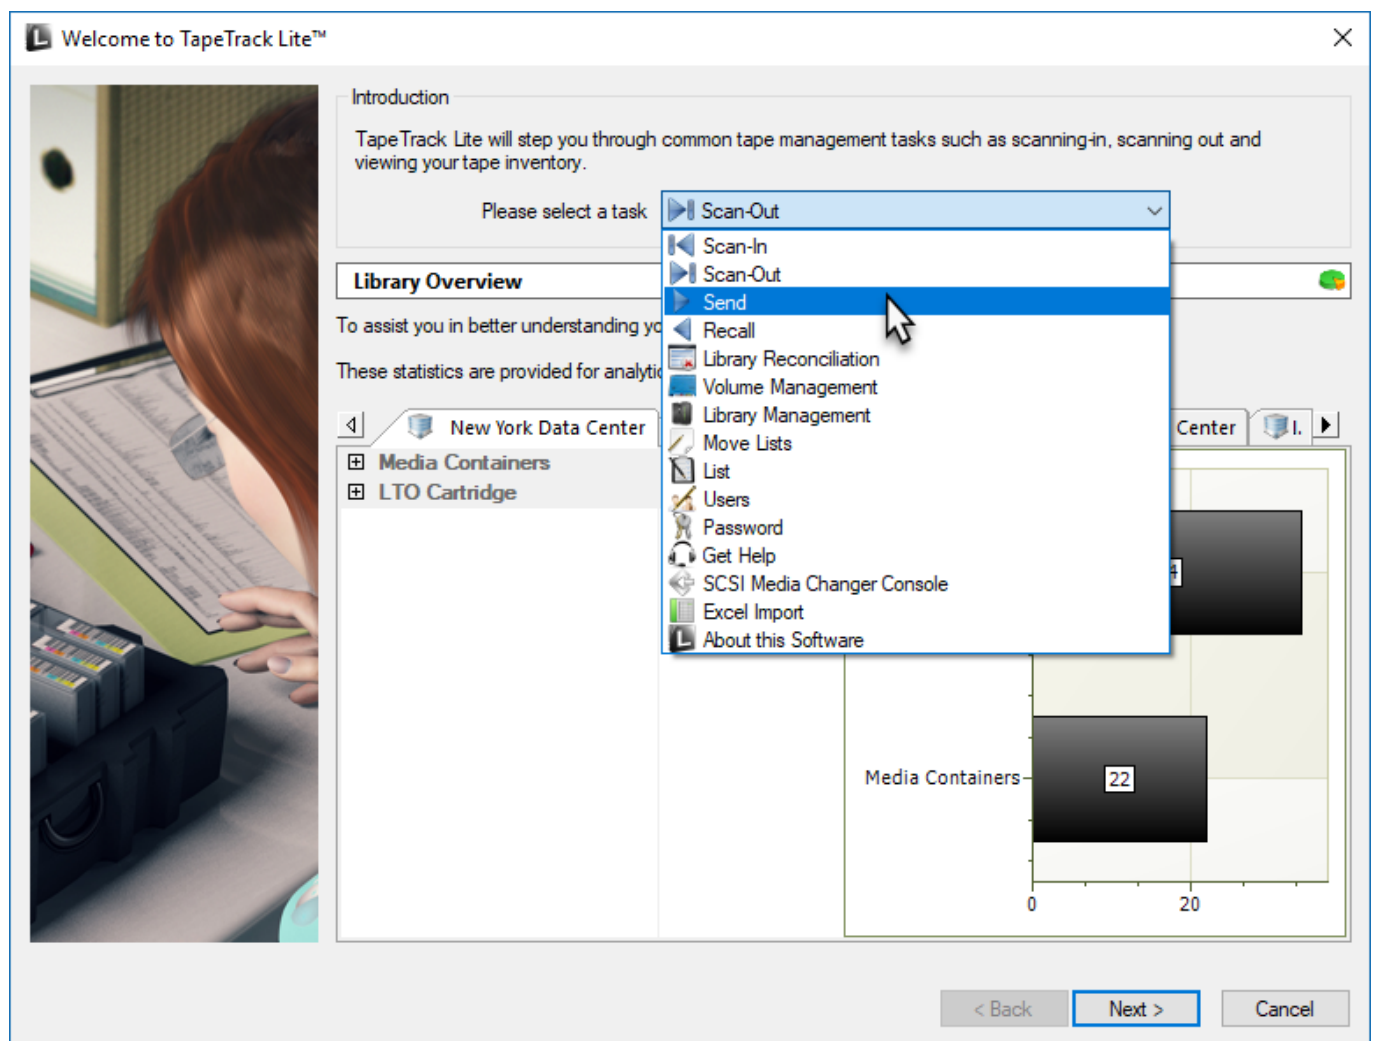 Welcome to TapeTrack Lite™
Introduction
TapeTrack Lite will step you through common tape management tasks such as scanning-in, scanning out and
viewing your tape inventory.
Please select a task
Scan-Out
Scan-In
Scan-Out
Send
Recall
Library Reconciliation
Volume Management
Library Management
Move Lists
List
Users
Password
Get Help
SCSI Media Changer Console
Excel Import
About this Software
Library Overview
To assist you in better understanding
These statistics are provided for
New York Data Center
Center
I.
Media Containers
LTO Cartridge
4
Media Containers
22
0
20
< Back
Next >
Cancel